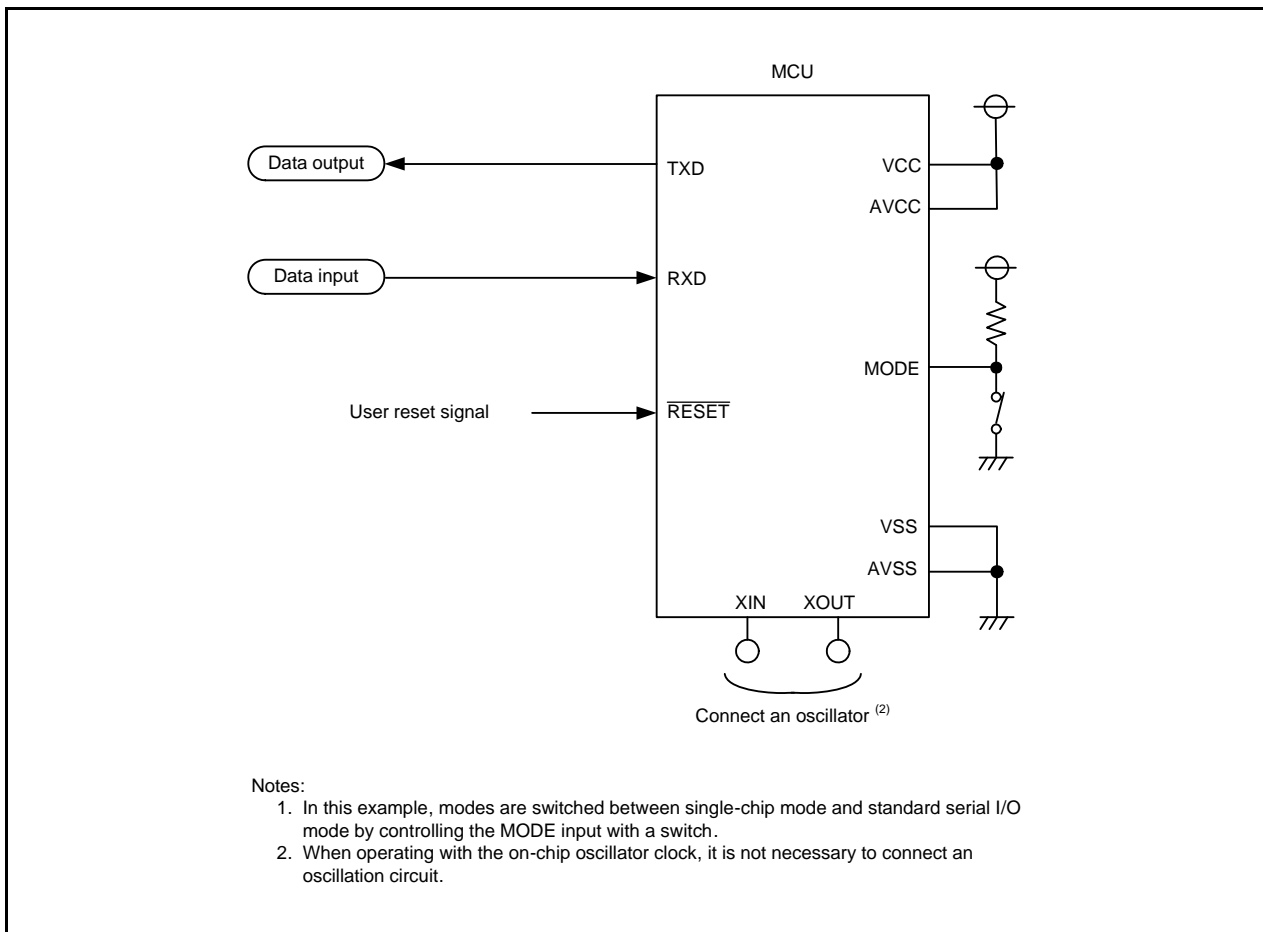 MCU
Data output
TXD
VCC
AVCC
Data input
RXD
MODE
User reset signal
RESET
VSS
AVSS
XIN XOUT
Connect an oscillator (2)
Notes:
1. In this example, modes are switched between single-chip mode and standard serial I/O
mode by controlling the MODE input with a switch.
2. When operating with the on-chip oscillator clock, it is not necessary to connect an
oscillation circuit.